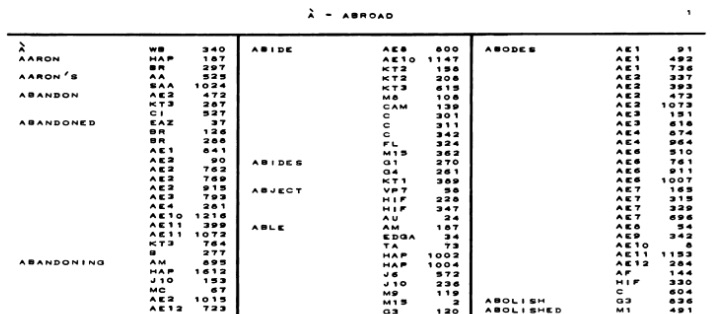 À - ABROAD 1
À WB 340
AARON HAP 187
BR 297
AARON'S AA 525
SAA 1024
ABANDON AE2 472
KT3 287
CI 527
ABANDONED EAZ 37
BR 126
BR 288
AE1 841
AE2 90
AE2 762
AE2 769
AE2 915
AE3 793
AE4 281
AE10 1216
AE11 399
AE11 1072
KT3 764
B 277
ABANDONING AM 895
HAP 1612
J10 153
MC 67
AE2 1015
AE12 723
ABIDE AE8 800
AE10 1147
KT2 158
KT2 208
KT3 615
M8 108
CAM 139
C 301
C 311
C 342
FL 324
M15 362
ABIDES G1 270
G4 261
KT1 389
ABJECT VP7 58
HIF 228
HIF 347
AU 24
ABLE AM 187
EDGA 34
TA 73
HAP 1002
HAP 1004
J6 572
J10 236
M9 119
M15 2
G3 120
ABODES AE1 91
AE1 492
AE1 736
AE2 337
AE2 393
AE2 473
AE2 1073
AE3 151
AE3 618
AE4 874
AE4 964
AE6 510
AE6 761
AE6 911
AE6 1007
AE7 165
AE7 315
AE7 329
AE7 696
AE8 54
AE9 342
AE10 8
AE11 1153
AE12 284
AF 144
HIF 330
C 604
ABOLISH G3 836
ABOLISHED M1 491